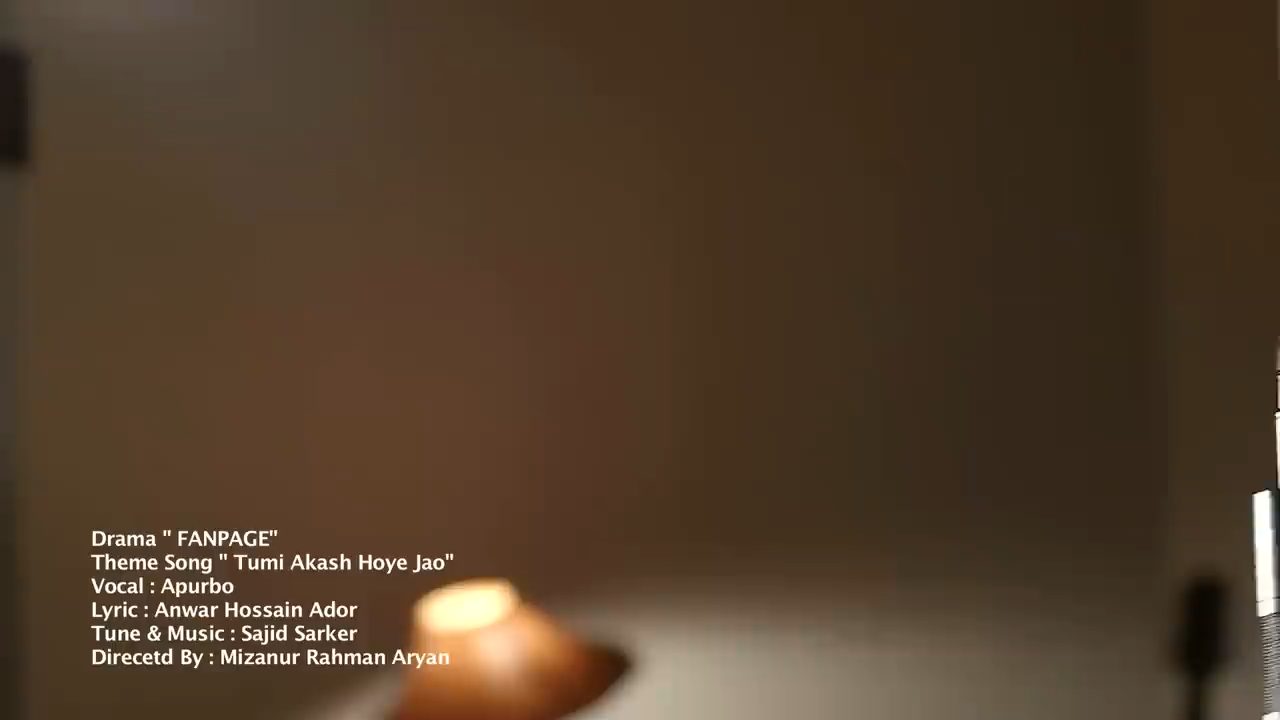 Drama " FANPAGE"
Theme Song " Tumi Akash Hoye Jao"
Vocal : Apurbo
Lyric : Anwar Hossain Ador
Tune & Music : Sajid Sarker
Direcetd By : Mizanur Rahman Aryan